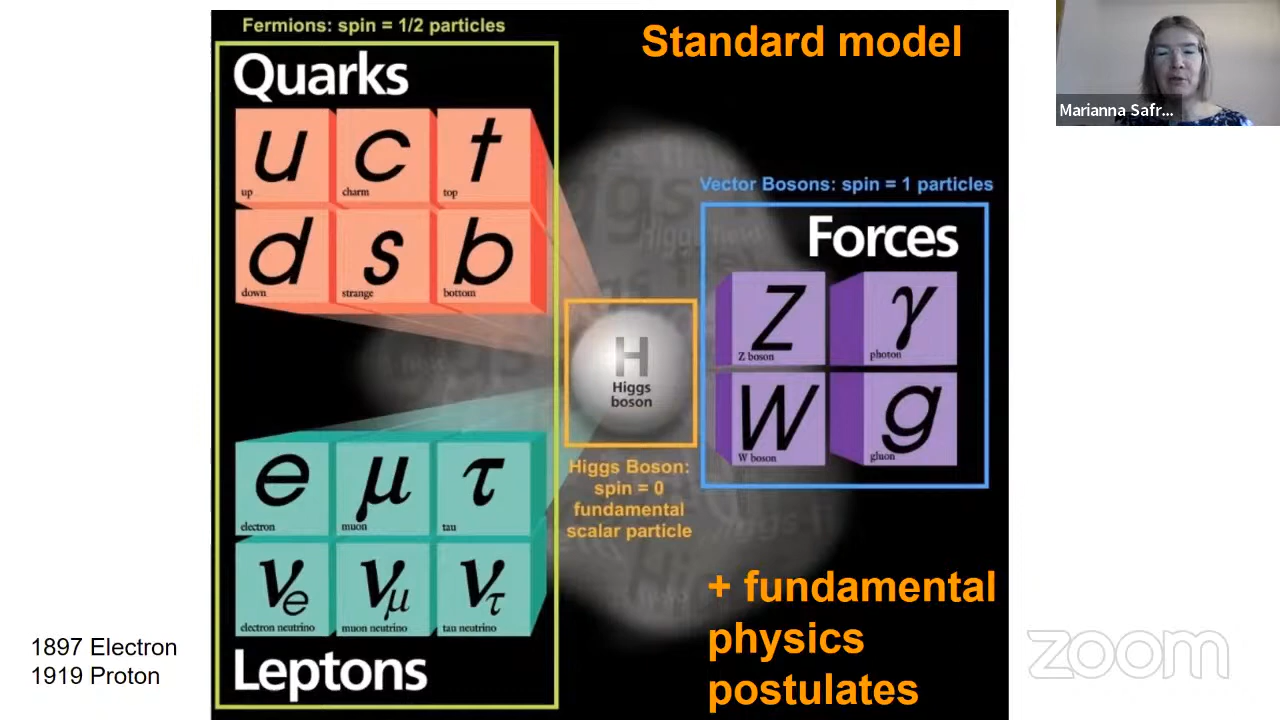 Fermions: spin = 1/2 particles
Standard model
Quarks
u c t
up charm top
d s b
down strange bottom
Marianna Safr...
Vector Bosons: spin = 1 particles
Forces
Z γ
Z boson photon
W g
W boson gluon
H
Higgs
boson
Higgs Boson:
spin = 0
fundamental
scalar particle
e μ τ
electron muon tau
νe νμ ντ
electron neutrino muon neutrino tau neutrino
Leptons
+ fundamental
physics
postulates
1897 Electron
1919 Proton
zoom